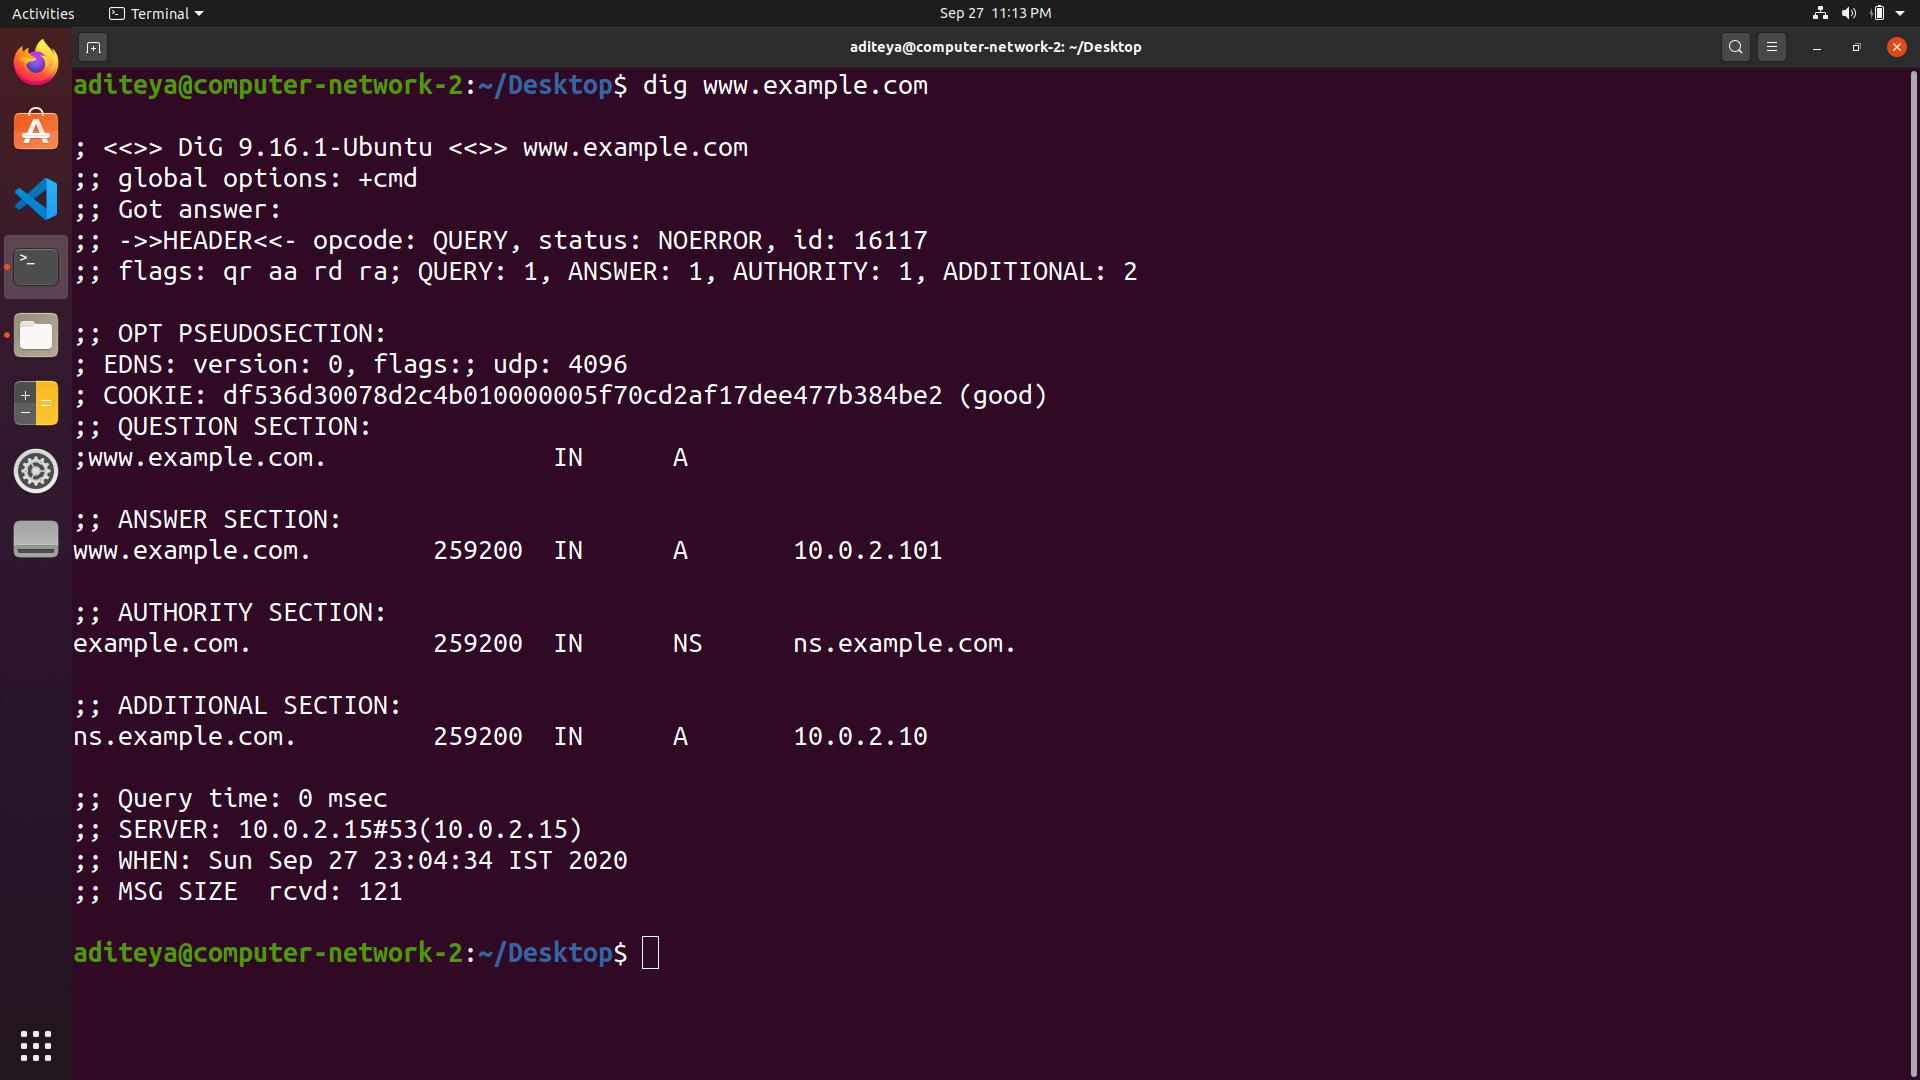 Activities Terminal Sep 27 11:13 PM
aditeya@computer-network-2: ~/Desktop
aditeya@computer-network-2:~/Desktop$ dig www.example.com
; <<>> DiG 9.16.1-Ubuntu <<>> www.example.com
;; global options: +cmd
;; Got answer:
;; ->>HEADER<<- opcode: QUERY, status: NOERROR, id: 16117
;; flags: qr aa rd ra; QUERY: 1, ANSWER: 1, AUTHORITY: 1, ADDITIONAL: 2
;; OPT PSEUDOSECTION:
; EDNS: version: 0, flags:; udp: 4096
; COOKIE: df536d30078d2c4b010000005f70cd2af17dee477b384be2 (good)
;; QUESTION SECTION:
;www.example.com. IN A
;; ANSWER SECTION:
www.example.com. 259200 IN A 10.0.2.101
;; AUTHORITY SECTION:
example.com. 259200 IN NS ns.example.com.
;; ADDITIONAL SECTION:
ns.example.com. 259200 IN A 10.0.2.10
;; Query time: 0 msec
;; SERVER: 10.0.2.15#53(10.0.2.15)
;; WHEN: Sun Sep 27 23:04:34 IST 2020
;; MSG SIZE  rcvd: 121
aditeya@computer-network-2:~/Desktop$